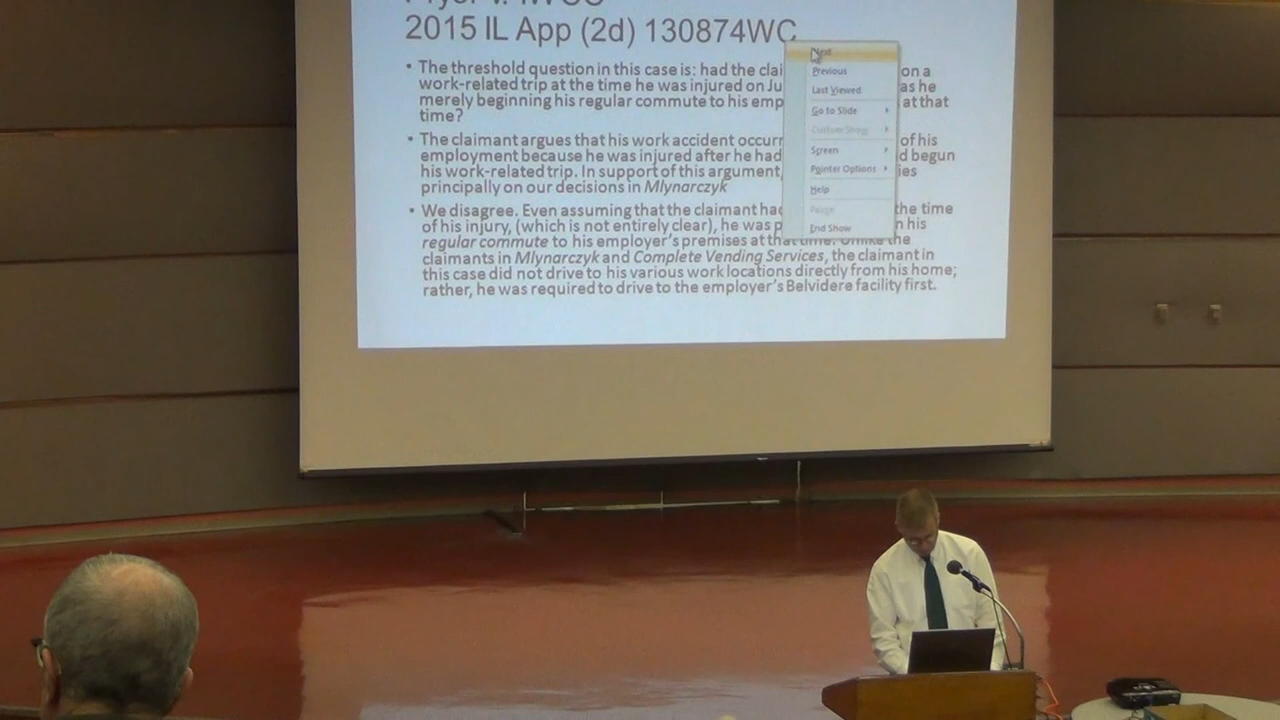 2015 IL App (2d) 130874WC
• The threshold question in this case is: had the clai on a
work-related trip at the time he was injured on Ju as he
merely beginning his regular commute to his emp at that
time?
• The claimant argues that his work accident occurr of his
employment because he was injured after he had d begun
his work-related trip. In support of this argument, ies
principally on our decisions in Mlynarczyk
• We disagree. Even assuming that the claimant had the time
of his injury, (which is not entirely clear), he was p n his
regular commute to his employer's premises at that time. Unlike the
claimants in Mlynarczyk and Complete Vending Services, the claimant in
this case did not drive to his various work locations directly from his home;
rather, he was required to drive to the employer's Belvidere facility first.
Next
Previous
Last Viewed
Go to Slide
Custom Show
Screen
Pointer Options
Help
Pause
End Show